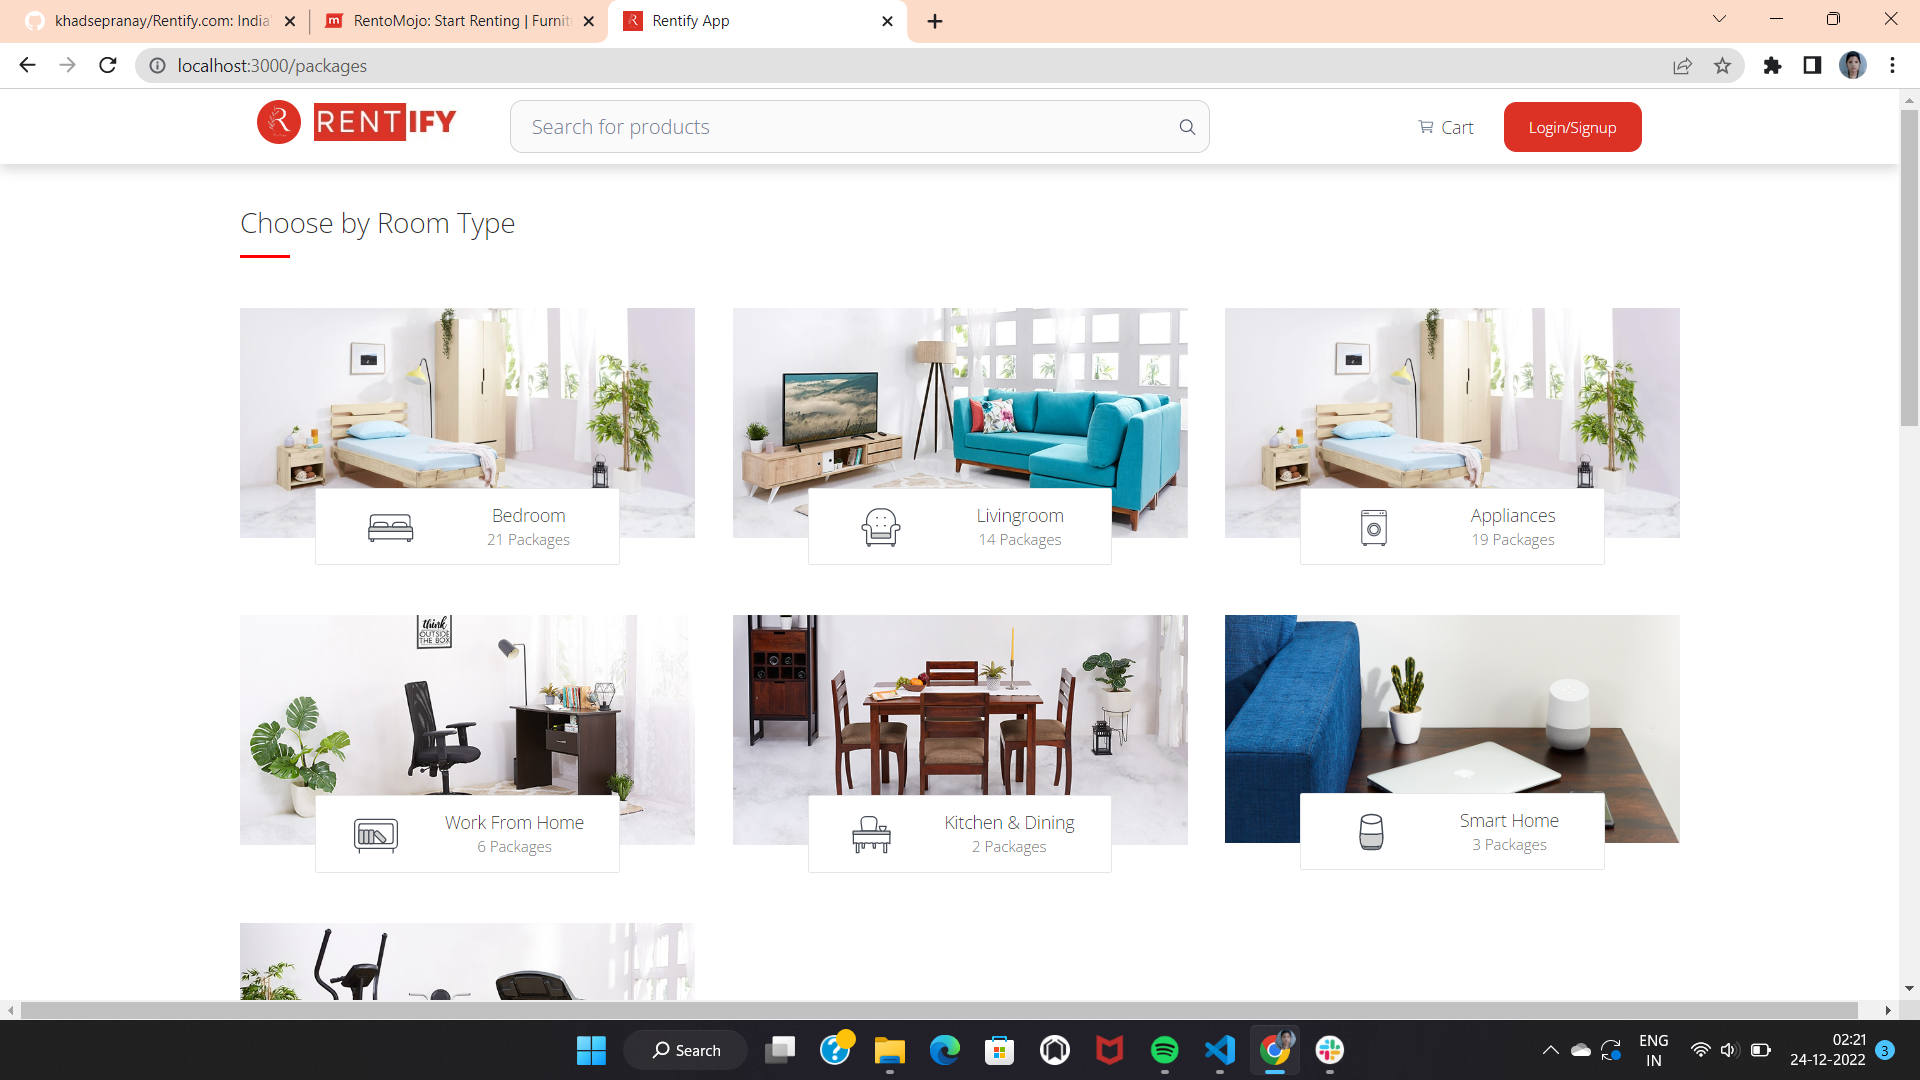 khadsepranay/Rentify.com: India'
RentoMojo: Start Renting | Furnit
Rentify App
localhost:3000/packages
R RENTIFY
Search for products
Cart
Login/Signup
Choose by Room Type
Bedroom
21 Packages
Livingroom
14 Packages
Appliances
19 Packages
think
OUTSIDE
THE BOX
Work From Home
6 Packages
Kitchen & Dining
2 Packages
Smart Home
3 Packages
Search
ENG
IN
02:21
24-12-2022
3